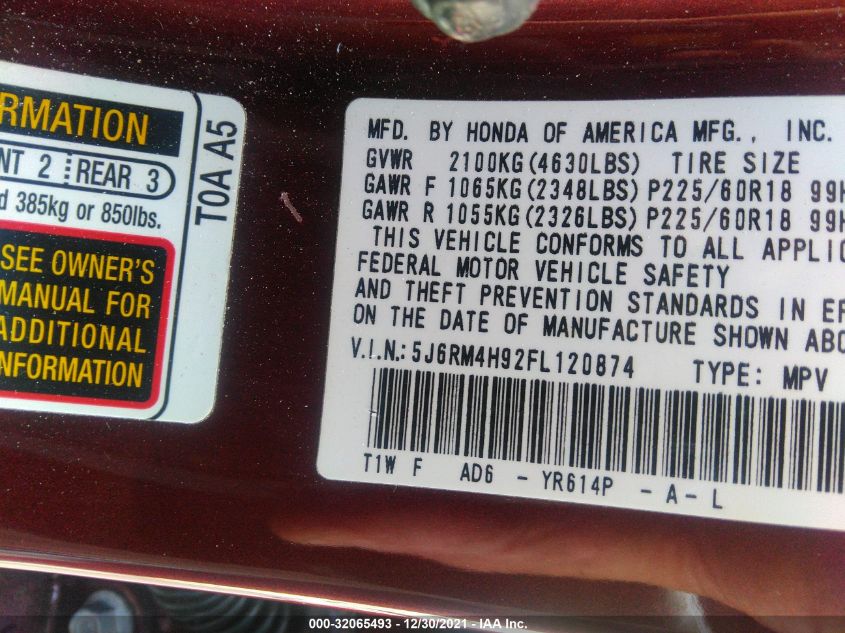 RMATION
NT 2 REAR 3
d 385kg or 850lbs.
SEE OWNER'S
MANUAL FOR
ADDITIONAL
INFORMATION
T0A A5
MFD. BY HONDA OF AMERICA MFG., INC.
GVWR 2100KG(4630LBS) TIRE SIZE
GAWR F 1065KG(2348LBS) P225/60R18 99H
GAWR R 1055KG(2326LBS) P225/60R18 99H
THIS VEHICLE CONFORMS TO ALL APPLIC
FEDERAL MOTOR VEHICLE SAFETY
AND THEFT PREVENTION STANDARDS IN EF
ON THE DATE OF MANUFACTURE SHOWN ABO
V.I.N.: 5J6RM4H92FL120874 TYPE: MPV
T1W F AD6 - YR614P - A - L
000-32065493 - 12/30/2021 - IAA Inc.